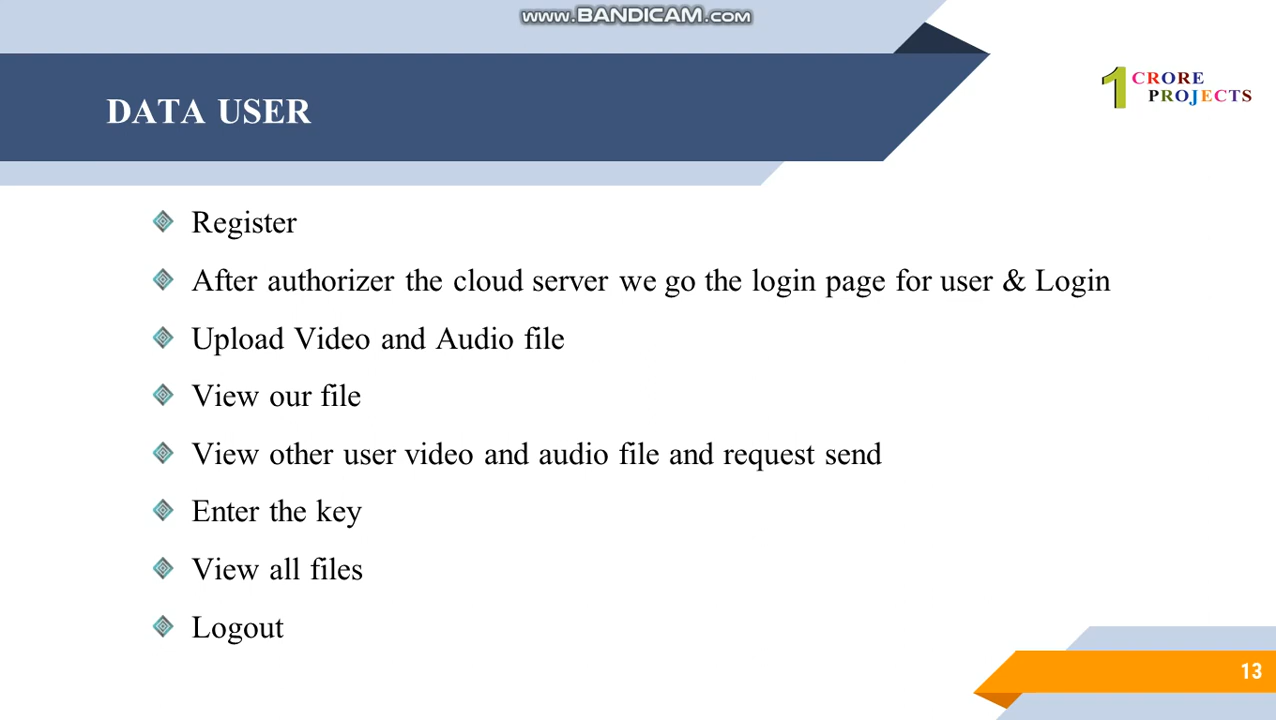 www.BANDICAM.com
1 CRORE
PROJECTS
DATA USER
Register
After authorizer the cloud server we go the login page for user & Login
Upload Video and Audio file
View our file
View other user video and audio file and request send
Enter the key
View all files
Logout
13